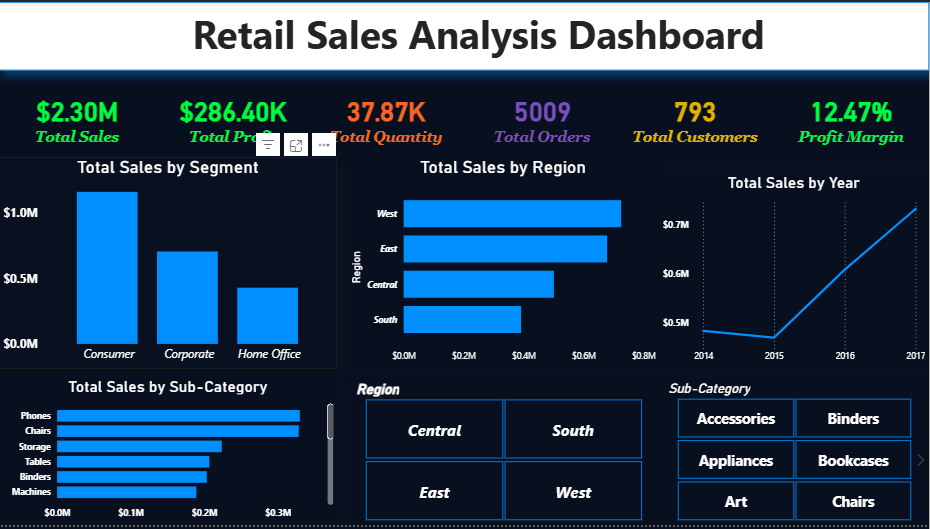 Retail Sales Analysis Dashboard
$2.30M
Total Sales
$286.40K
Total
37.87K
Total Quantity
5009
Total Orders
793
Total Customers
12.47%
Profit Margin
Total Sales by Segment
$1.0M
$0.5M
$0.0M
Consumer Corporate Home Office
Total Sales by Region
Region
West
East
Central
South
$0.0M $0.2M $0.4M $0.6M $0.8M
Total Sales by Year
$0.7M
$0.6M
$0.5M
2014 2015 2016 2017
Total Sales by Sub-Category
Phones
Chairs
Storage
Tables
Binders
Machines
$0.0M $0.1M $0.2M $0.3M
Region
Central South
East West
Sub-Category
Accessories Binders
Appliances Bookcases
Art Chairs